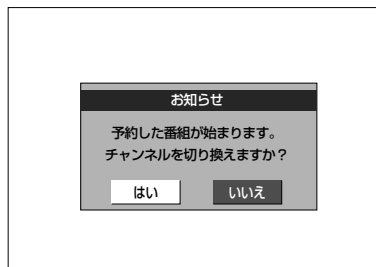 お知らせ
予約した番組が始まります。
チャンネルを切り換えますか？
はい
いいえ